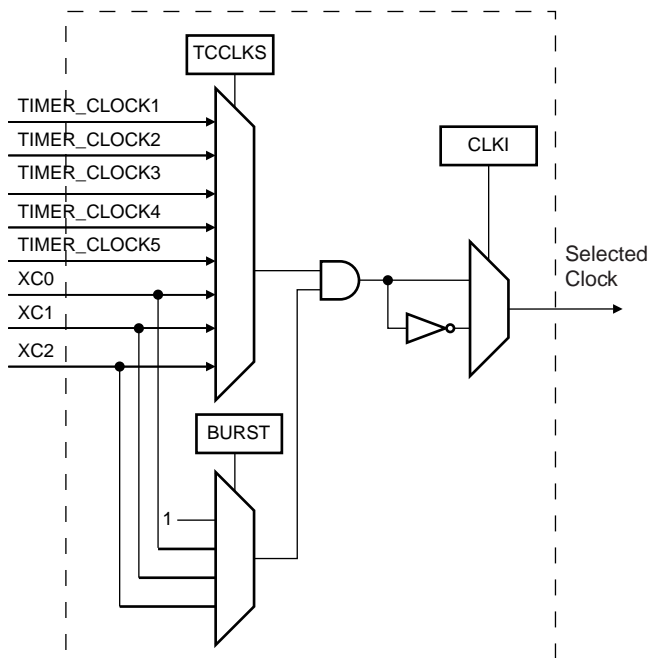 TCCLKS
TIMER_CLOCK1
TIMER_CLOCK2
TIMER_CLOCK3
TIMER_CLOCK4
TIMER_CLOCK5
XC0
XC1
XC2
CLKI
Selected
Clock
BURST
1